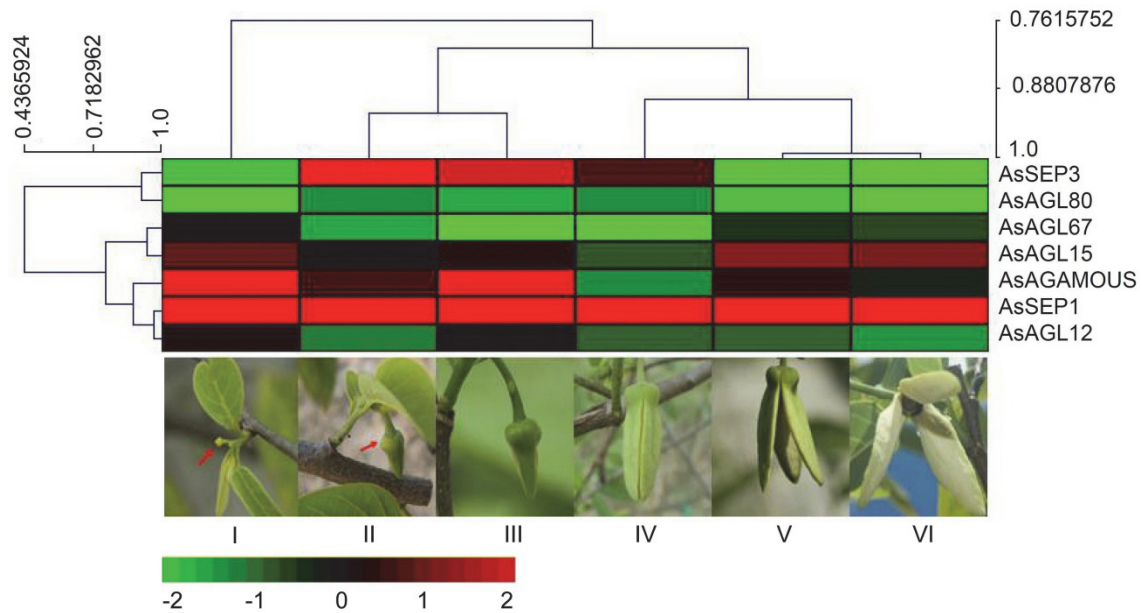 0.4365924
0.7182962
1.0
0.7615752
0.8807876
1.0
AsSEP3
AsAGL80
AsAGL67
AsAGL15
AsAGAMOUS
AsSEP1
AsAGL12
I II III IV V VI
-2 -1 0 1 2